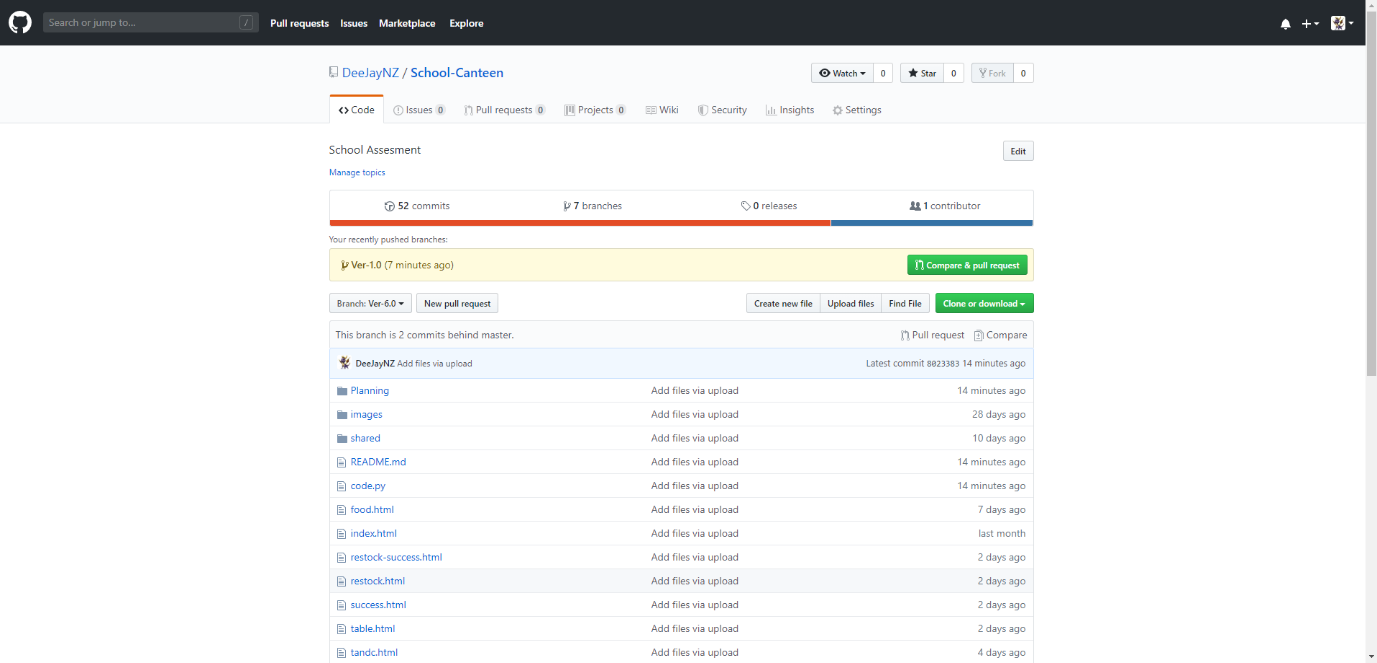 Search or jump to... /
Pull requests Issues Marketplace Explore
DeeJayNZ / School-Canteen
Watch 0 Star 0 Fork 0
Code Issues 0 Pull requests 0 Projects 0 Wiki Security Insights Settings
School Assesment Edit
Manage topics
52 commits 7 branches 0 releases 1 contributor
Your recently pushed branches:
Ver-1.0 (7 minutes ago) Compare & pull request
Branch: Ver-6.0 New pull request Create new file Upload files Find File Clone or download
This branch is 2 commits behind master. Pull request Compare
DeeJayNZ Add files via upload Latest commit 8023383 14 minutes ago
Planning Add files via upload 14 minutes ago
images Add files via upload 28 days ago
shared Add files via upload 10 days ago
README.md Add files via upload 14 minutes ago
code.py Add files via upload 14 minutes ago
food.html Add files via upload 7 days ago
index.html Add files via upload last month
restock-success.html Add files via upload 2 days ago
restock.html Add files via upload 2 days ago
success.html Add files via upload 2 days ago
table.html Add files via upload 2 days ago
tandc.html Add files via upload 4 days ago